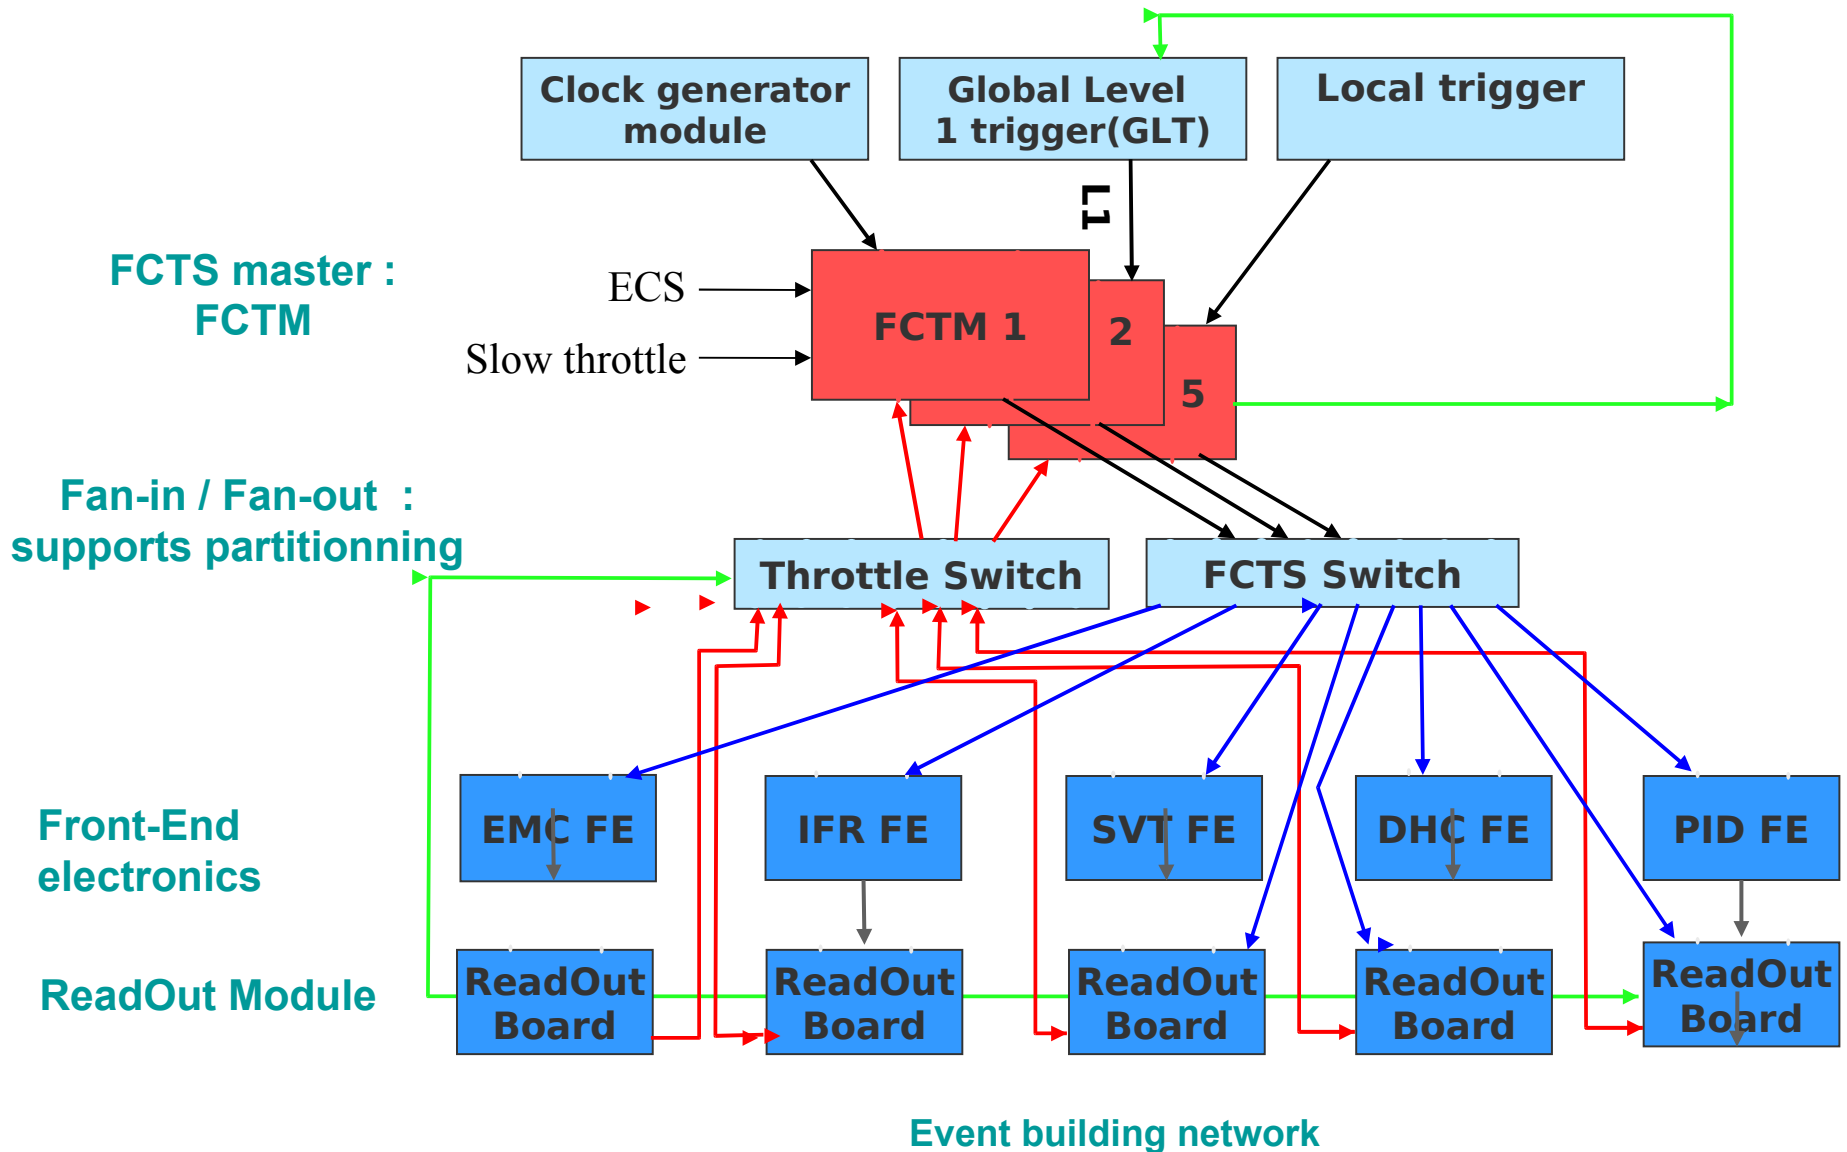 Clock generator
module
Global Level
1 trigger(GLT)
Local trigger
L1
FCTS master :
FCTM
ECS
Slow throttle
FCTM 1
2
5
Fan-in / Fan-out  :
supports partitionning
Throttle Switch
FCTS Switch
Front-End
electronics
EMC FE
IFR FE
SVT FE
DHC FE
PID FE
ReadOut Module
ReadOut
Board
ReadOut
Board
ReadOut
Board
ReadOut
Board
ReadOut
Board
Event building network